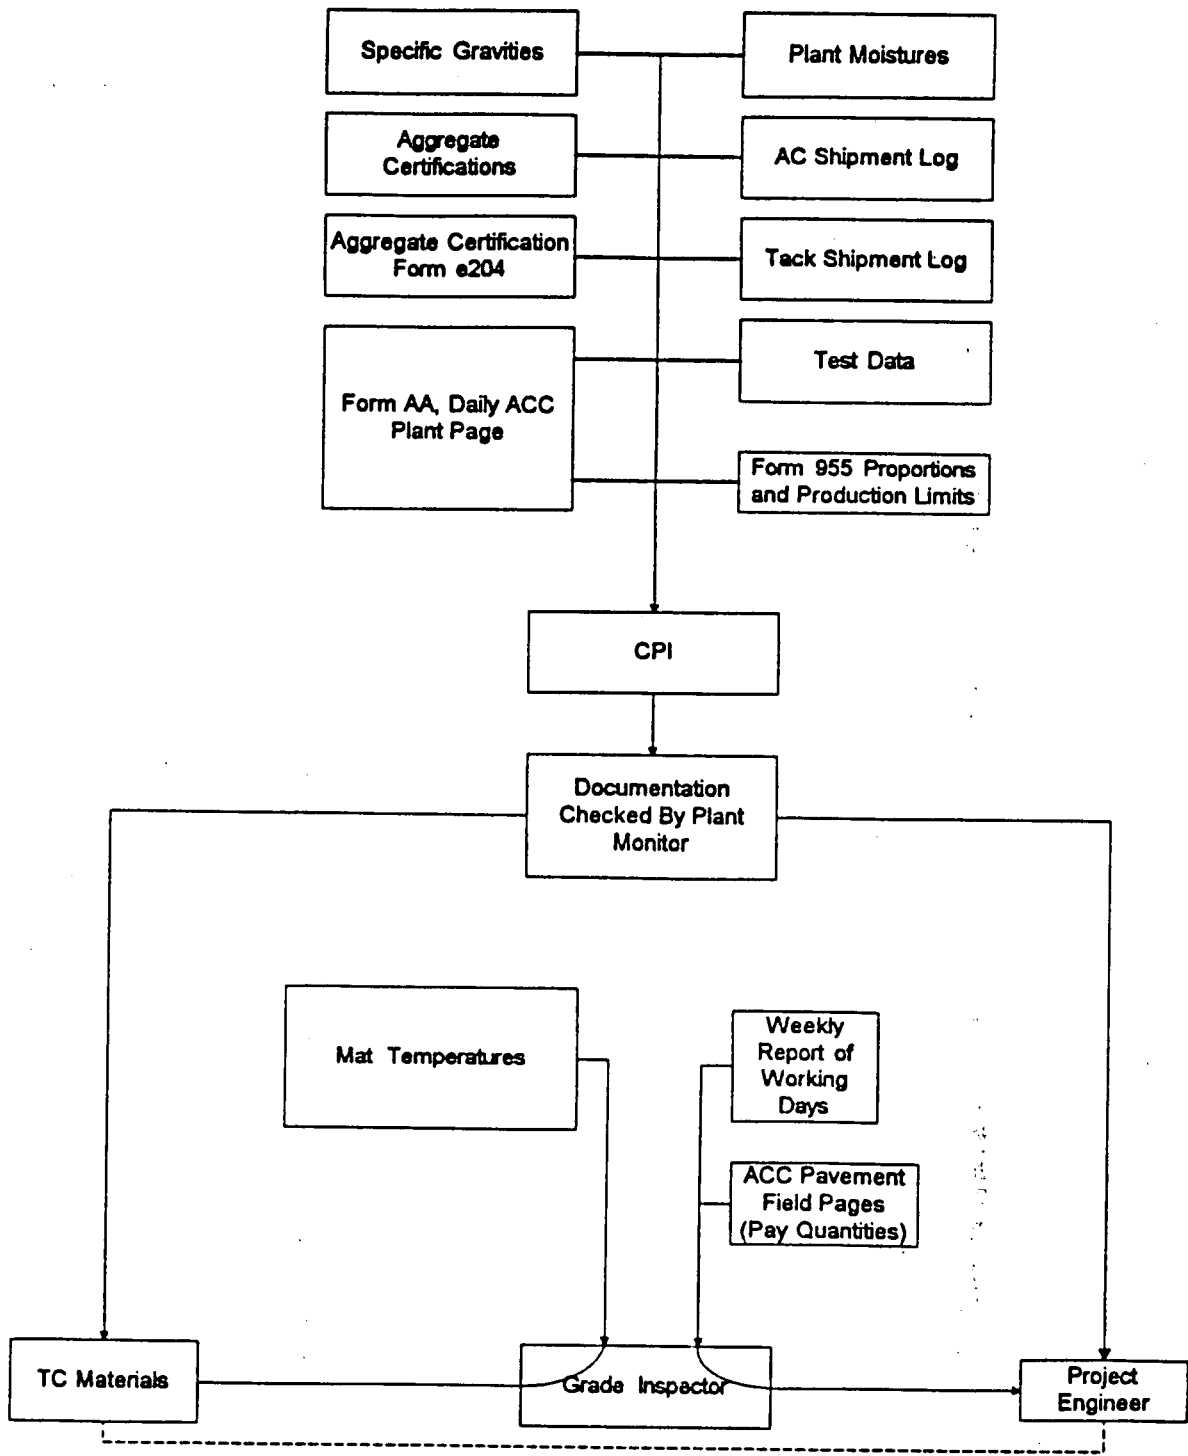 Specific Gravities
Plant Moistures
Aggregate
Certifications
AC Shipment Log
Aggregate Certification
Form e204
Tack Shipment Log
Form AA, Daily ACC
Plant Page
Test Data
Form 955 Proportions
and Production Limits
CPI
Documentation
Checked By Plant
Monitor
Mat Temperatures
Weekly
Report of
Working
Days
ACC Pavement
Field Pages
(Pay Quantities)
TC Materials
Grade Inspector
Project
Engineer